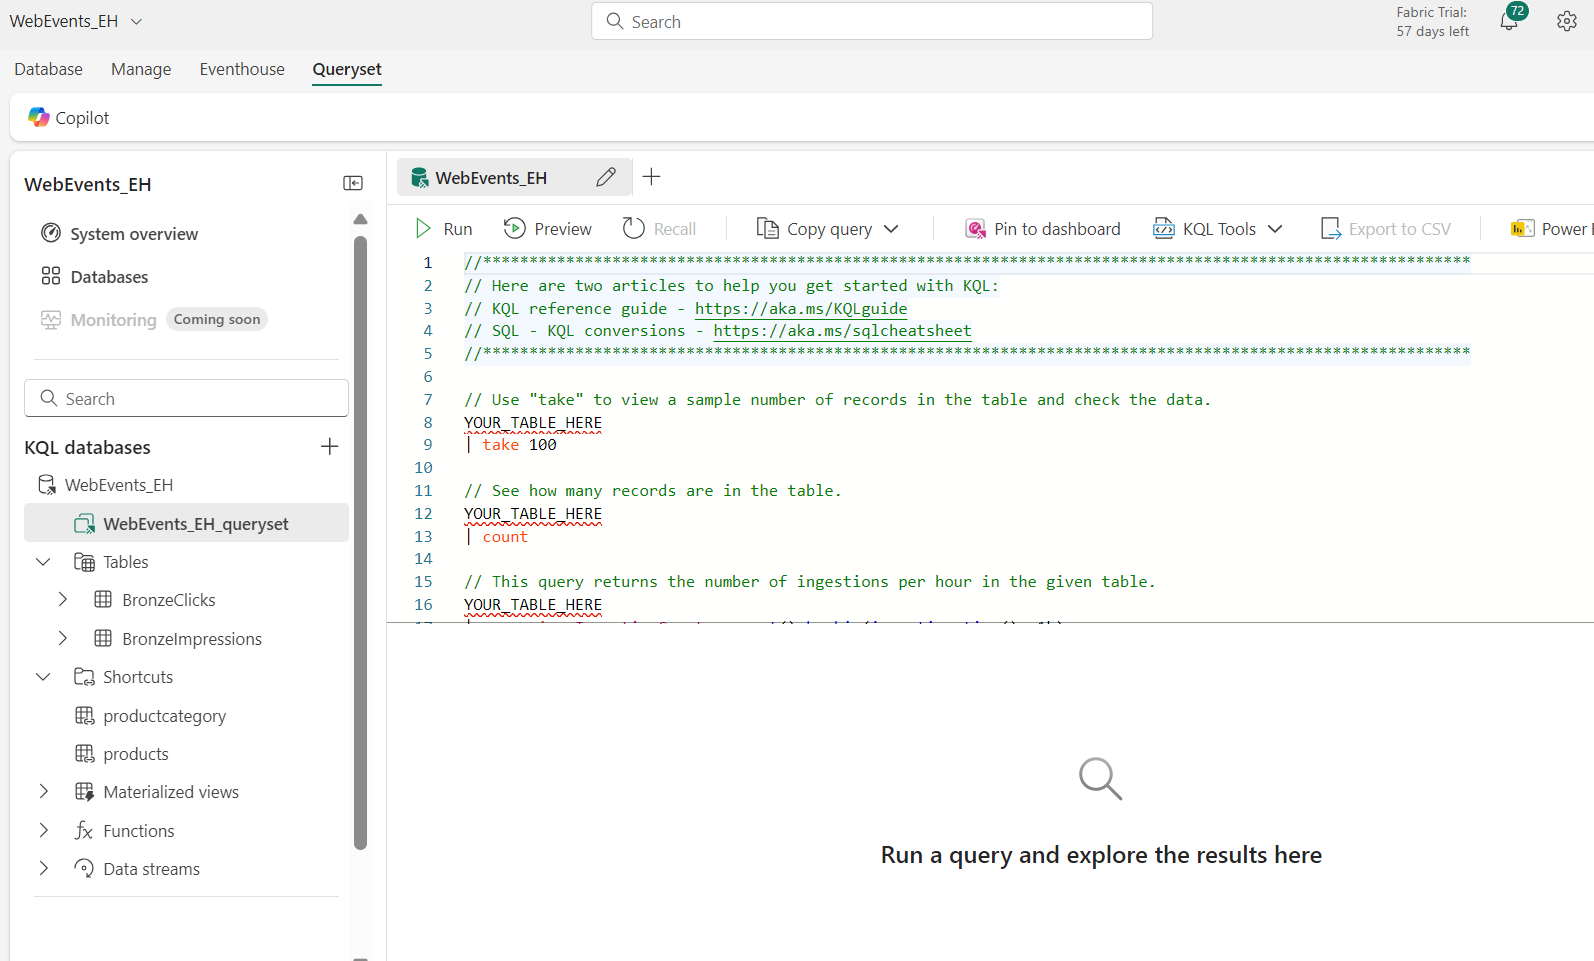 WebEvents_EH
Search
Fabric Trial:
57 days left
72
Database Manage Eventhouse Queryset
Copilot
WebEvents_EH
System overview
Databases
Monitoring Coming soon
Search
KQL databases
WebEvents_EH
WebEvents_EH_queryset
Tables
BronzeClicks
BronzeImpressions
Shortcuts
productcategory
products
Materialized views
Functions
Data streams
WebEvents_EH
Run Preview Recall Copy query Pin to dashboard KQL Tools Export to CSV Power
1 //***********************************************************************************************************
2 // Here are two articles to help you get started with KQL:
3 // KQL reference guide - https://aka.ms/KQLguide
4 // SQL - KQL conversions - https://aka.ms/sqlcheatsheet
5 //***********************************************************************************************************
6
7 // Use "take" to view a sample number of records in the table and check the data.
8 YOUR_TABLE_HERE
9 | take 100
10
11 // See how many records are in the table.
12 YOUR_TABLE_HERE
13 | count
14
15 // This query returns the number of ingestions per hour in the given table.
16 YOUR_TABLE_HERE
Run a query and explore the results here